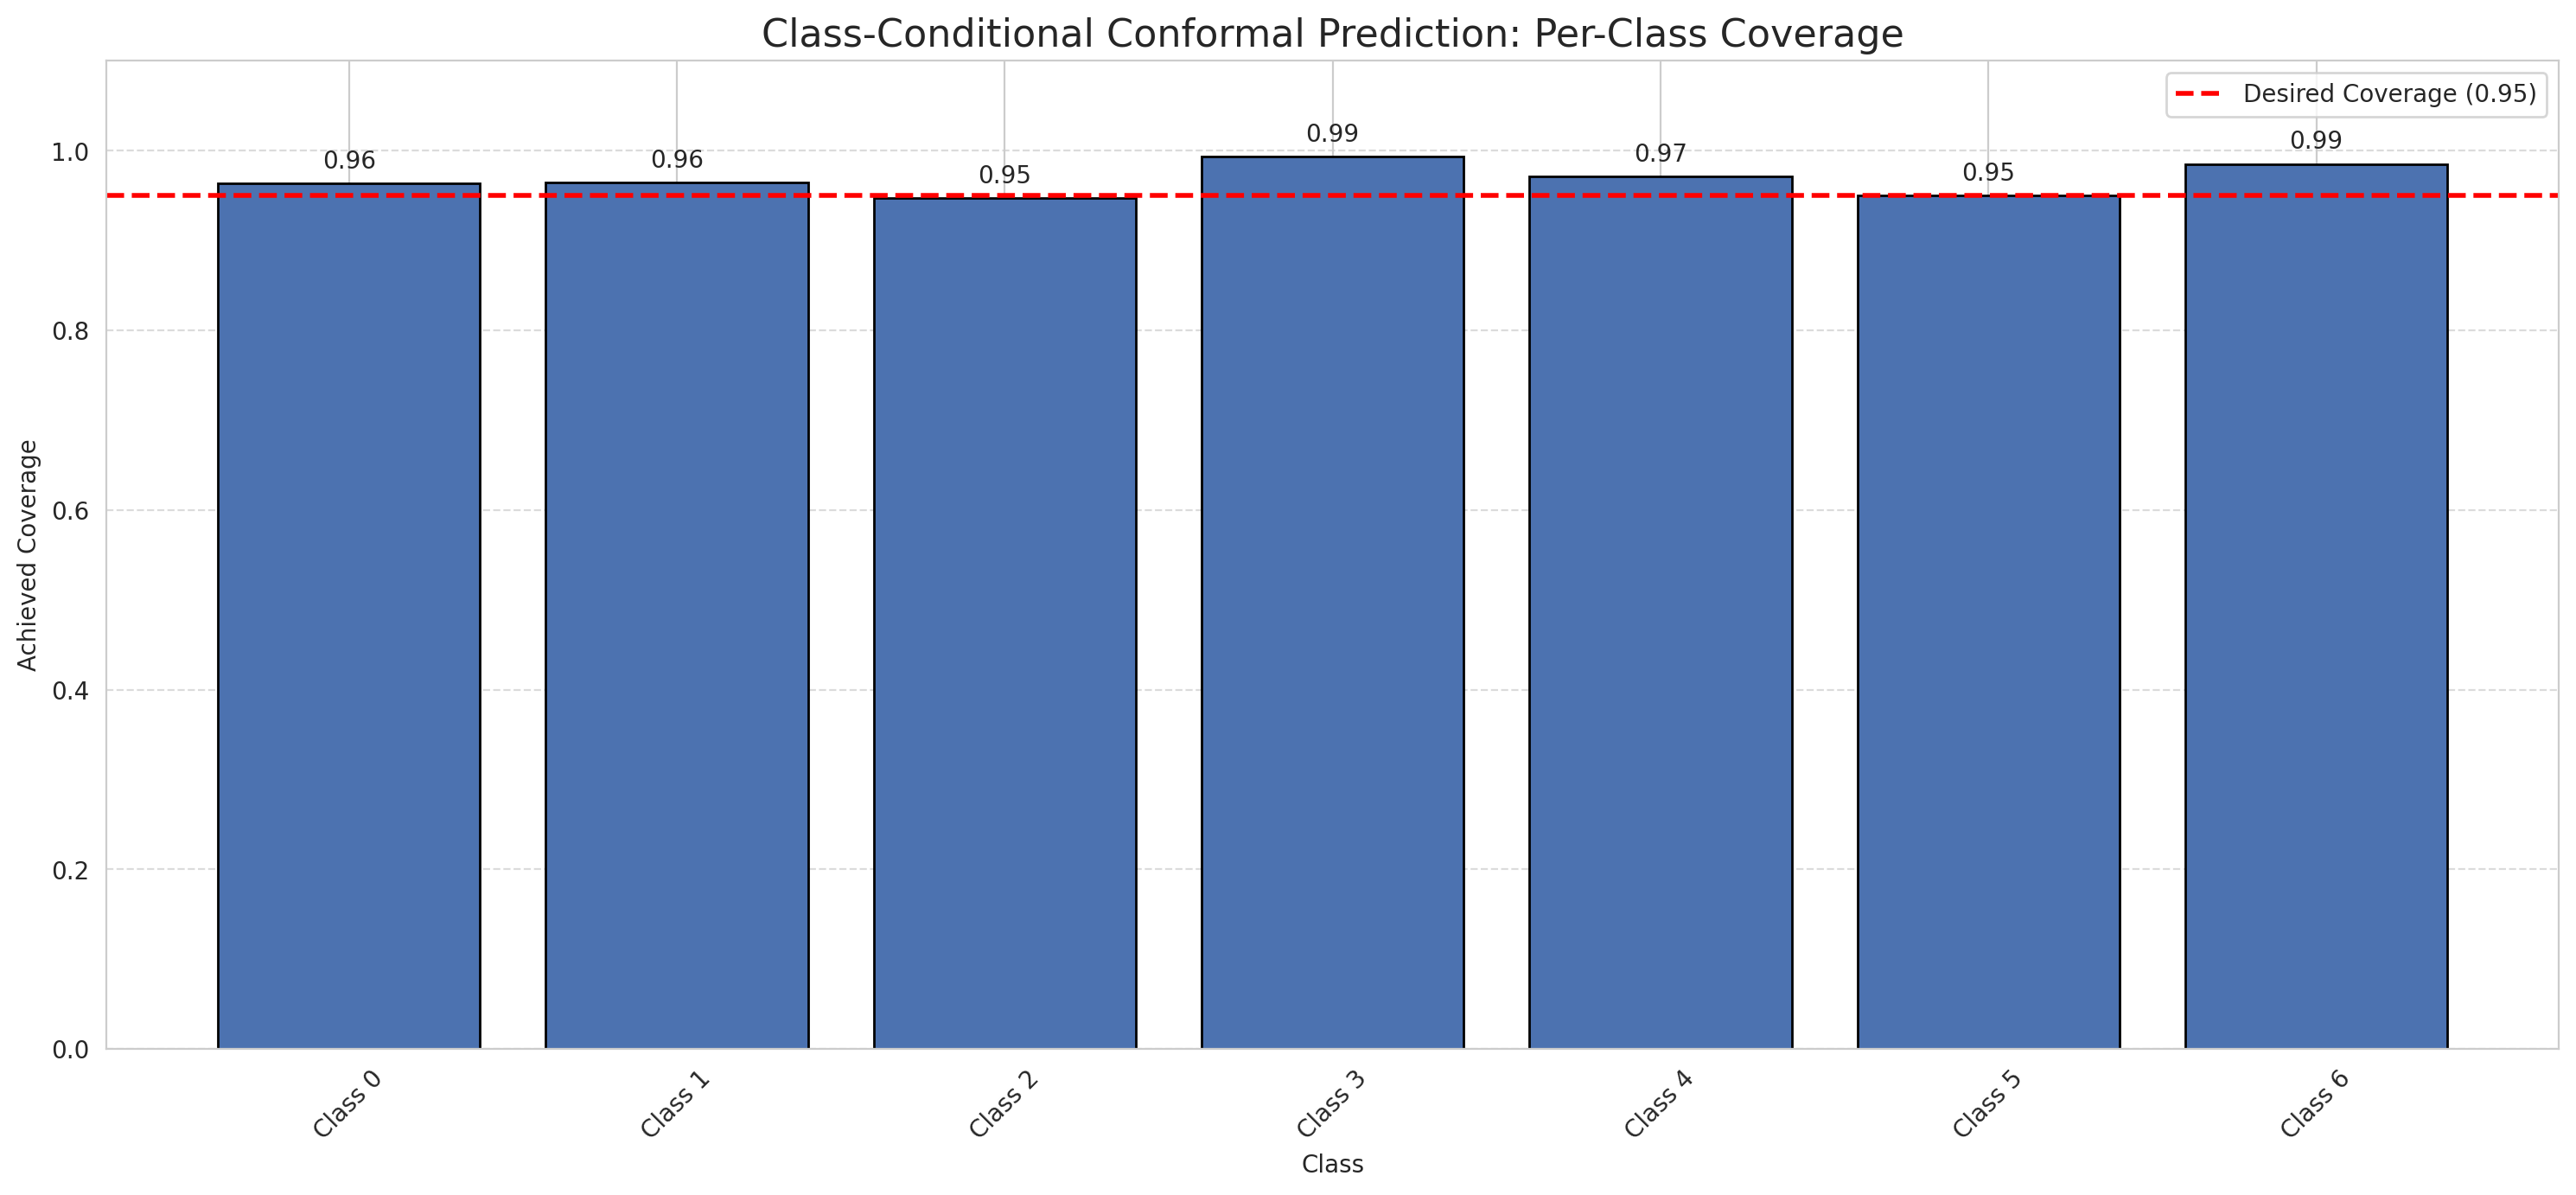 Class-Conditional Conformal Prediction: Per-Class Coverage
Desired Coverage (0.95)
Achieved Coverage
1.0
0.8
0.6
0.4
0.2
0.0
0.96
0.96
0.95
0.99
0.97
0.95
0.99
Class 0
Class 1
Class 2
Class 3
Class 4
Class 5
Class 6
Class